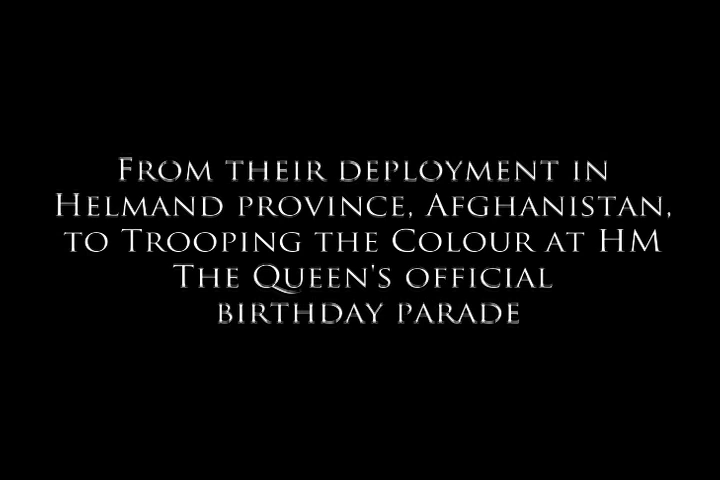 From their deployment in
Helmand province, Afghanistan,
to Trooping the Colour at HM
The Queen's official
birthday parade